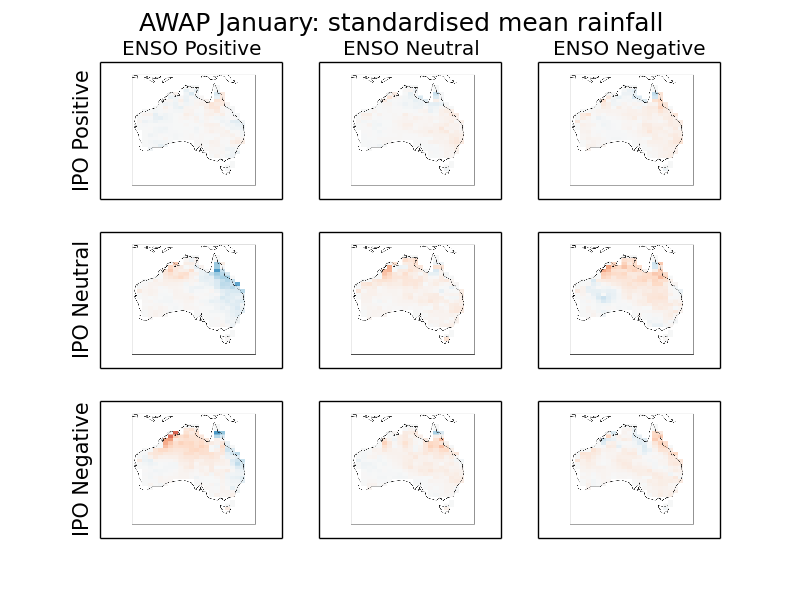 AWAP January: standardised mean rainfall
ENSO Positive
ENSO Neutral
ENSO Negative
IPO Positive
IPO Neutral
IPO Negative